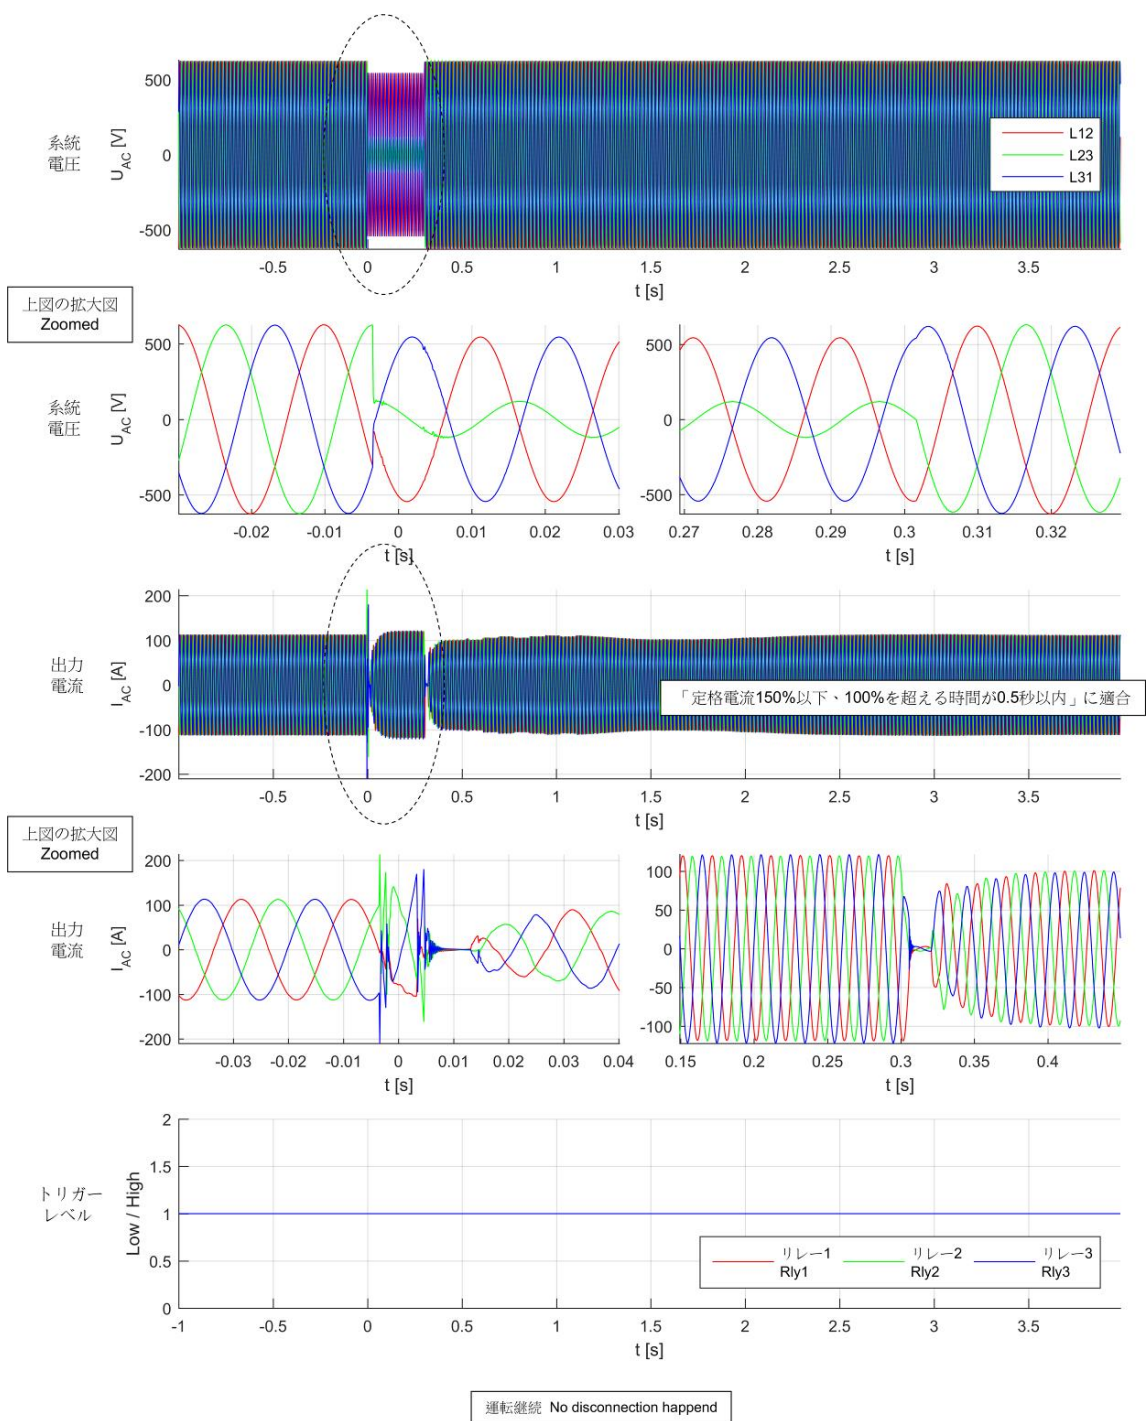 系統
電圧
U_AC [V]
500
0
-500
L12
L23
L31
-0.5
0
0.5
1
1.5
2
2.5
3
3.5
t [s]
上図の拡大図
Zoomed
系統
電圧
U_AC [V]
500
0
-500
-0.02
-0.01
0
0.01
0.02
0.03
t [s]
500
0
-500
0.27
0.28
0.29
0.3
0.31
0.32
t [s]
出力
電流
I_AC [A]
200
100
0
-100
-200
「定格電流150%以下、100%を超える時間が0.5秒以内」に適合
-0.5
0
0.5
1
1.5
2
2.5
3
3.5
t [s]
上図の拡大図
Zoomed
出力
電流
I_AC [A]
200
100
0
-100
-200
-0.03
-0.02
-0.01
0
0.01
0.02
0.03
0.04
t [s]
100
50
0
-50
-100
0.15
0.2
0.25
0.3
0.35
0.4
t [s]
トリガー
レベル
Low / High
2
1.5
1
0.5
0
リレー1
Rly1
リレー2
Rly2
リレー3
Rly3
-1
-0.5
0
0.5
1
1.5
2
2.5
3
3.5
t [s]
運転継続 No disconnection happend